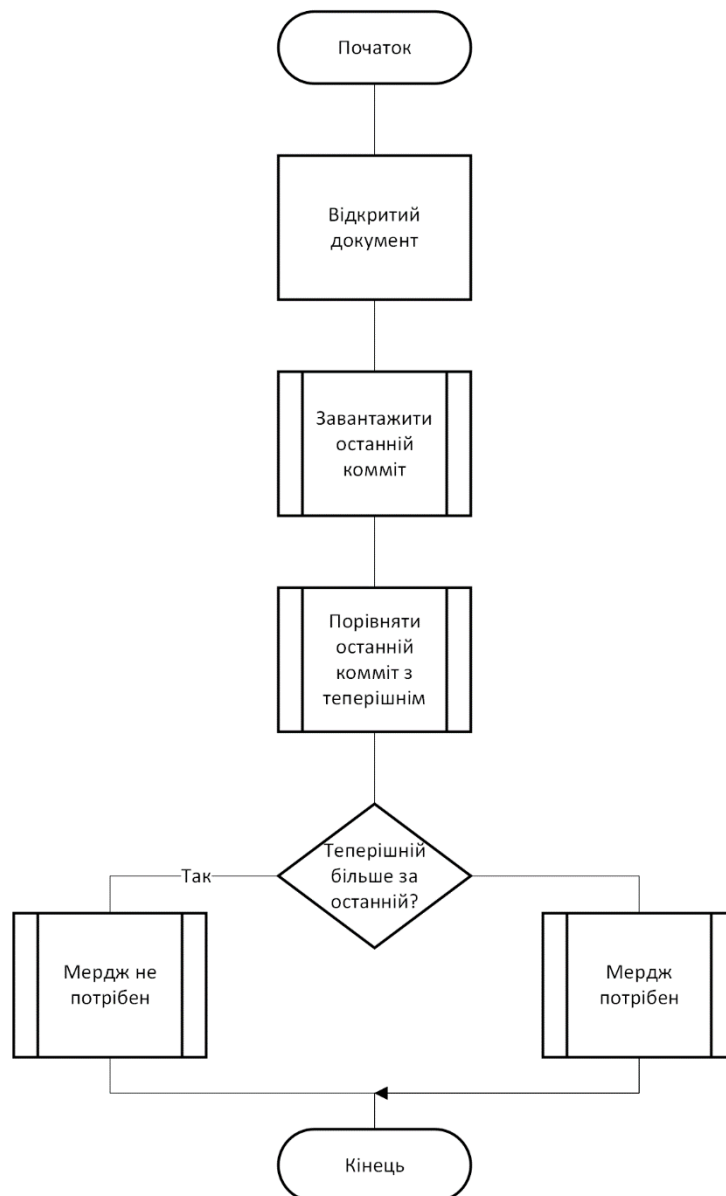 Початок
Відкритий
документ
Завантажити
останній
комміт
Порівняти
останній
комміт з
теперішнім
Теперішній
більше за
останній?
Так
Мердж не
потрібен
Мердж
потрібен
Кінець